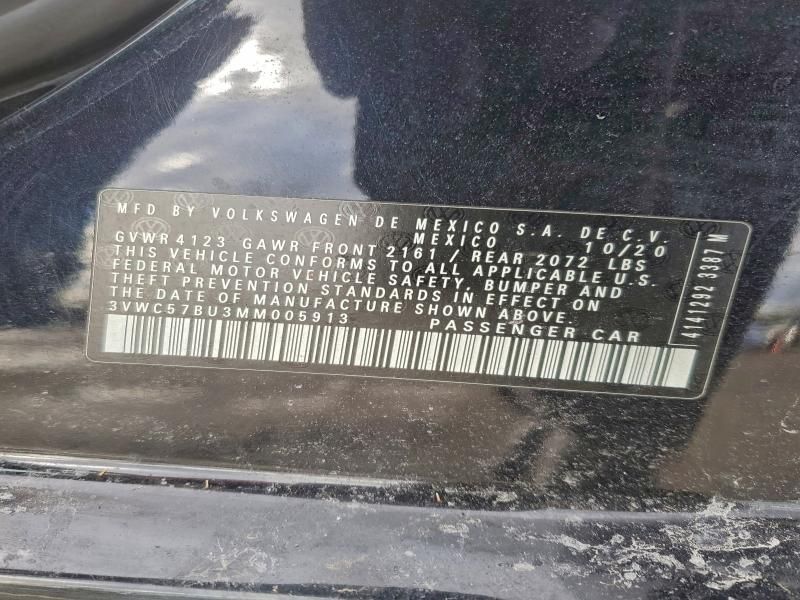 MFD BY VOLKSWAGEN DE MEXICO S.A. DE C.V.
MEXICO 10/20
GVWR 4123 GAWR FRONT 2161 / REAR 2072 LBS
THIS VEHICLE CONFORMS TO ALL APPLICABLE U.S.
FEDERAL MOTOR VEHICLE SAFETY, BUMPER AND
THEFT PREVENTION STANDARDS IN EFFECT ON
THE DATE OF MANUFACTURE SHOWN ABOVE.
3VWC57BU3MM005913 PASSENGER CAR
4141292 3387 M